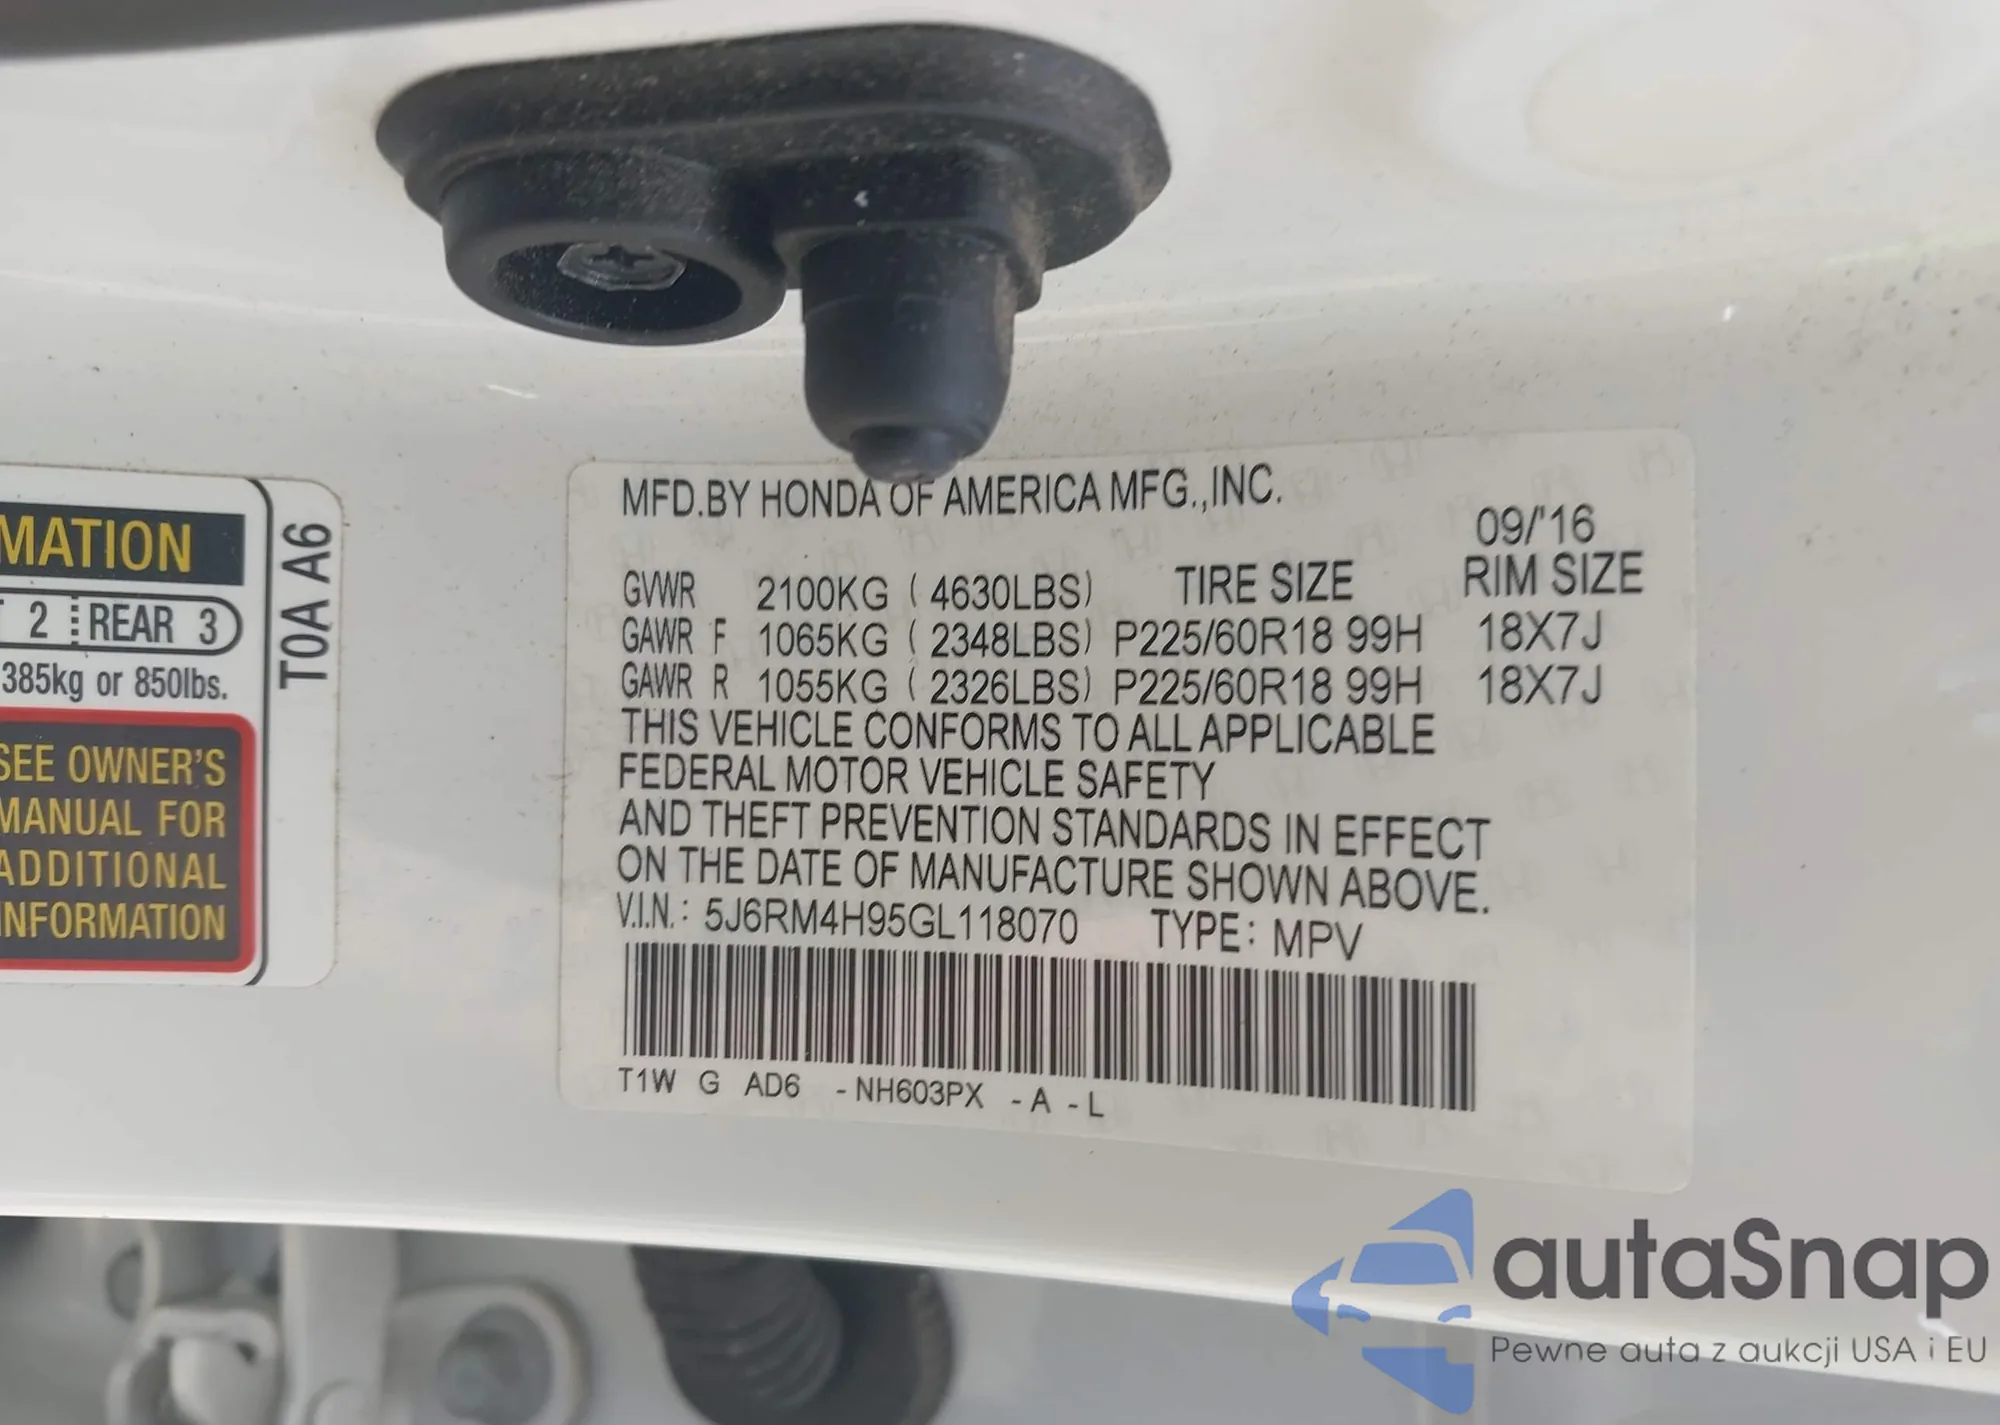 MATION
2 REAR 3
385kg or 850lbs.
SEE OWNER'S
MANUAL FOR
ADDITIONAL
INFORMATION
T0A A6
MFD.BY HONDA OF AMERICA MFG.,INC.
09/'16
GVWR 2100KG ( 4630LBS) TIRE SIZE RIM SIZE
GAWR F 1065KG ( 2348LBS) P225/60R18 99H 18X7J
GAWR R 1055KG ( 2326LBS) P225/60R18 99H 18X7J
THIS VEHICLE CONFORMS TO ALL APPLICABLE
FEDERAL MOTOR VEHICLE SAFETY
AND THEFT PREVENTION STANDARDS IN EFFECT
ON THE DATE OF MANUFACTURE SHOWN ABOVE.
V.I.N.: 5J6RM4H95GL118070 TYPE: MPV
T1W G AD6 -NH603PX -A -L
autaSnap
Pewne auta z aukcji USA i EU